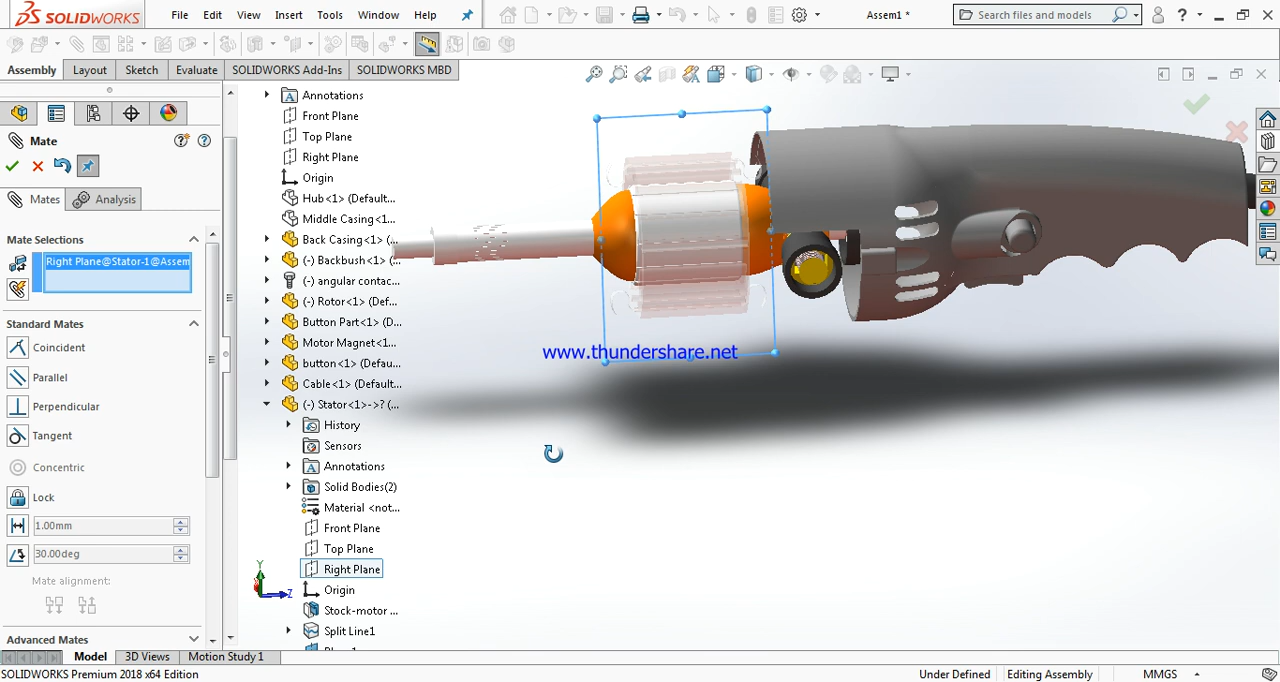 SOLIDWORKS
File Edit View Insert Tools Window Help
Assem1 *
Search files and models
Assembly Layout Sketch Evaluate SOLIDWORKS Add-Ins SOLIDWORKS MBD
Mate
Mates Analysis
Mate Selections
Right Plane@Stator-1@Assem
Standard Mates
Coincident
Parallel
Perpendicular
Tangent
Concentric
Lock
1.00mm
30.00deg
Mate alignment:
Advanced Mates
Annotations
Front Plane
Top Plane
Right Plane
Origin
Hub<1> (Default...
Middle Casing<1...
Back Casing<1> (...
(-) Backbush<1> (...
(-) angular contac...
(-) Rotor<1> (Def...
Button Part<1> (D...
Motor Magnet<1...
button<1> (Defau...
Cable<1> (Default...
(-) Stator<1>->? (...
History
Sensors
Annotations
Solid Bodies(2)
Material <not...
Front Plane
Top Plane
Right Plane
Origin
Stock-motor ...
Split Line1
www.thundershare.net
Y
Z
Model 3D Views Motion Study 1
SOLIDWORKS Premium 2018 x64 Edition
Under Defined Editing Assembly MMGS